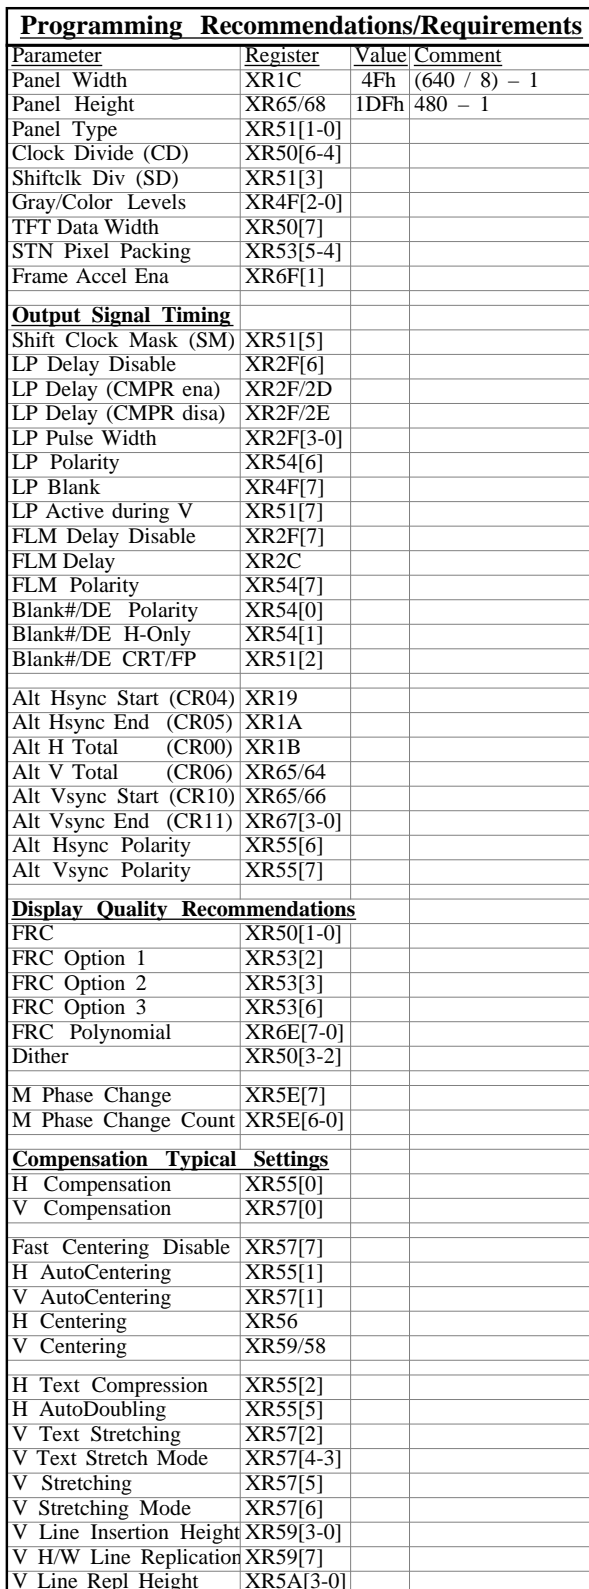 Programming Recommendations/Requirements
Parameter Register Value Comment
Panel Width XR1C 4Fh (640 / 8) – 1
Panel Height XR65/68 1DFh 480 – 1
Panel Type XR51[1-0]
Clock Divide (CD) XR50[6-4]
Shiftclk Div (SD) XR51[3]
Gray/Color Levels XR4F[2-0]
TFT Data Width XR50[7]
STN Pixel Packing XR53[5-4]
Frame Accel Ena XR6F[1]
Output Signal Timing
Shift Clock Mask (SM) XR51[5]
LP Delay Disable XR2F[6]
LP Delay (CMPR ena) XR2F/2D
LP Delay (CMPR disa) XR2F/2E
LP Pulse Width XR2F[3-0]
LP Polarity XR54[6]
LP Blank XR4F[7]
LP Active during V XR51[7]
FLM Delay Disable XR2F[7]
FLM Delay XR2C
FLM Polarity XR54[7]
Blank#/DE Polarity XR54[0]
Blank#/DE H-Only XR54[1]
Blank#/DE CRT/FP XR51[2]
Alt Hsync Start (CR04) XR19
Alt Hsync End (CR05) XR1A
Alt H Total (CR00) XR1B
Alt V Total (CR06) XR65/64
Alt Vsync Start (CR10) XR65/66
Alt Vsync End (CR11) XR67[3-0]
Alt Hsync Polarity XR55[6]
Alt Vsync Polarity XR55[7]
Display Quality Recommendations
FRC XR50[1-0]
FRC Option 1 XR53[2]
FRC Option 2 XR53[3]
FRC Option 3 XR53[6]
FRC Polynomial XR6E[7-0]
Dither XR50[3-2]
M Phase Change XR5E[7]
M Phase Change Count XR5E[6-0]
Compensation Typical Settings
H Compensation XR55[0]
V Compensation XR57[0]
Fast Centering Disable XR57[7]
H AutoCentering XR55[1]
V AutoCentering XR57[1]
H Centering XR56
V Centering XR59/58
H Text Compression XR55[2]
H AutoDoubling XR55[5]
V Text Stretching XR57[2]
V Text Stretch Mode XR57[4-3]
V Stretching XR57[5]
V Stretching Mode XR57[6]
V Line Insertion Height XR59[3-0]
V H/W Line Replication XR59[7]
V Line Repl Height XR5A[3-0]